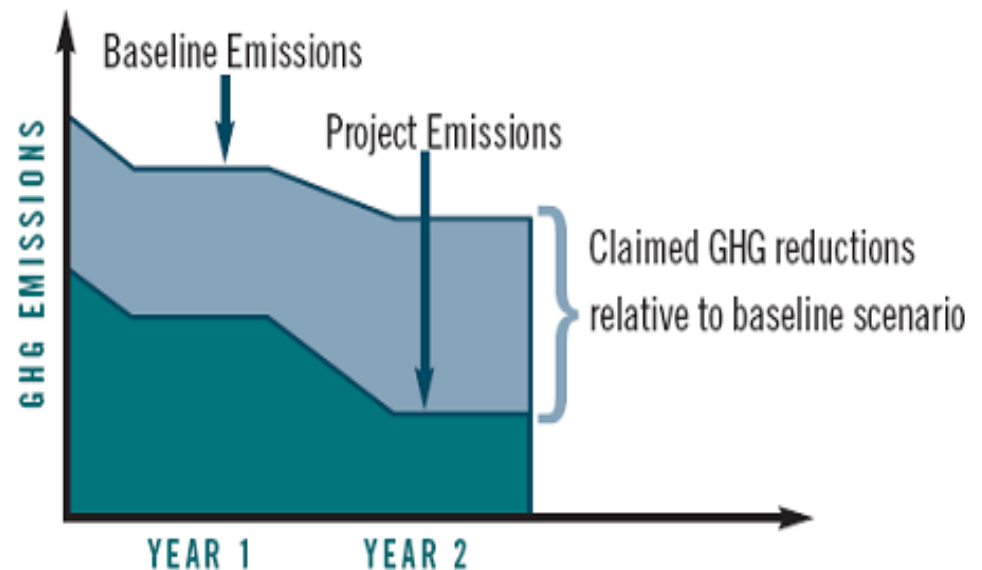 Baseline Emissions
Project Emissions
GHG EMISSIONS
Claimed GHG reductions
relative to baseline scenario
YEAR 1
YEAR 2